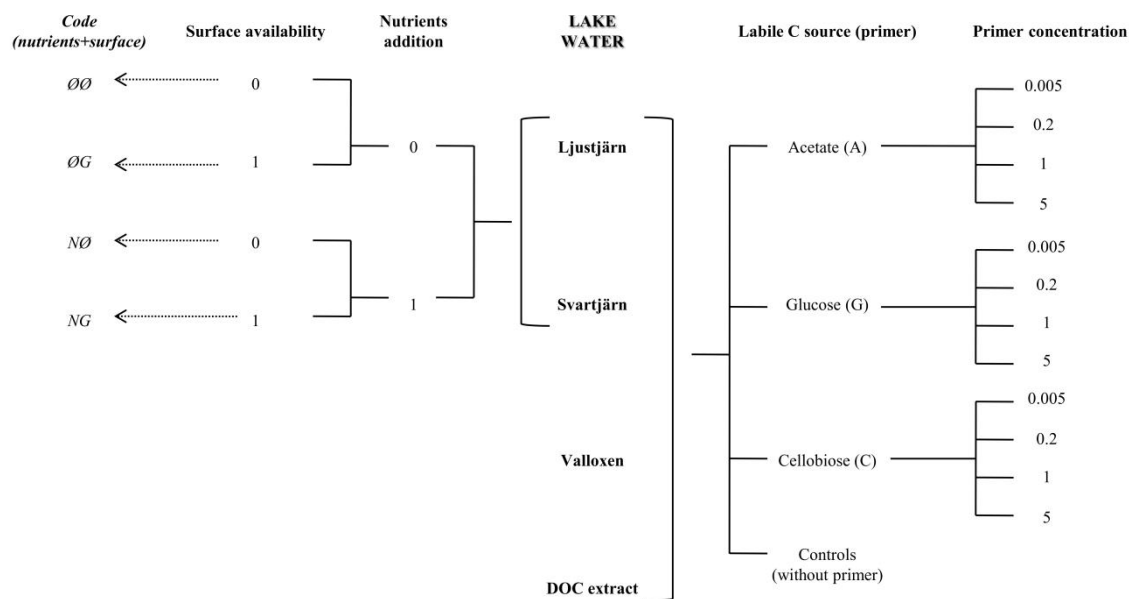 Code
(nutrients+surface)
Surface availability
Nutrients
addition
LAKE
WATER
Labile C source (primer)
Primer concentration
ØØ
0
ØG
1
0
NØ
0
NG
1
1
Ljustjärn
Svartjärn
Valloxen
DOC extract
Acetate (A)
0.005
0.2
1
5
Glucose (G)
0.005
0.2
1
5
Cellobiose (C)
0.005
0.2
1
5
Controls
(without primer)